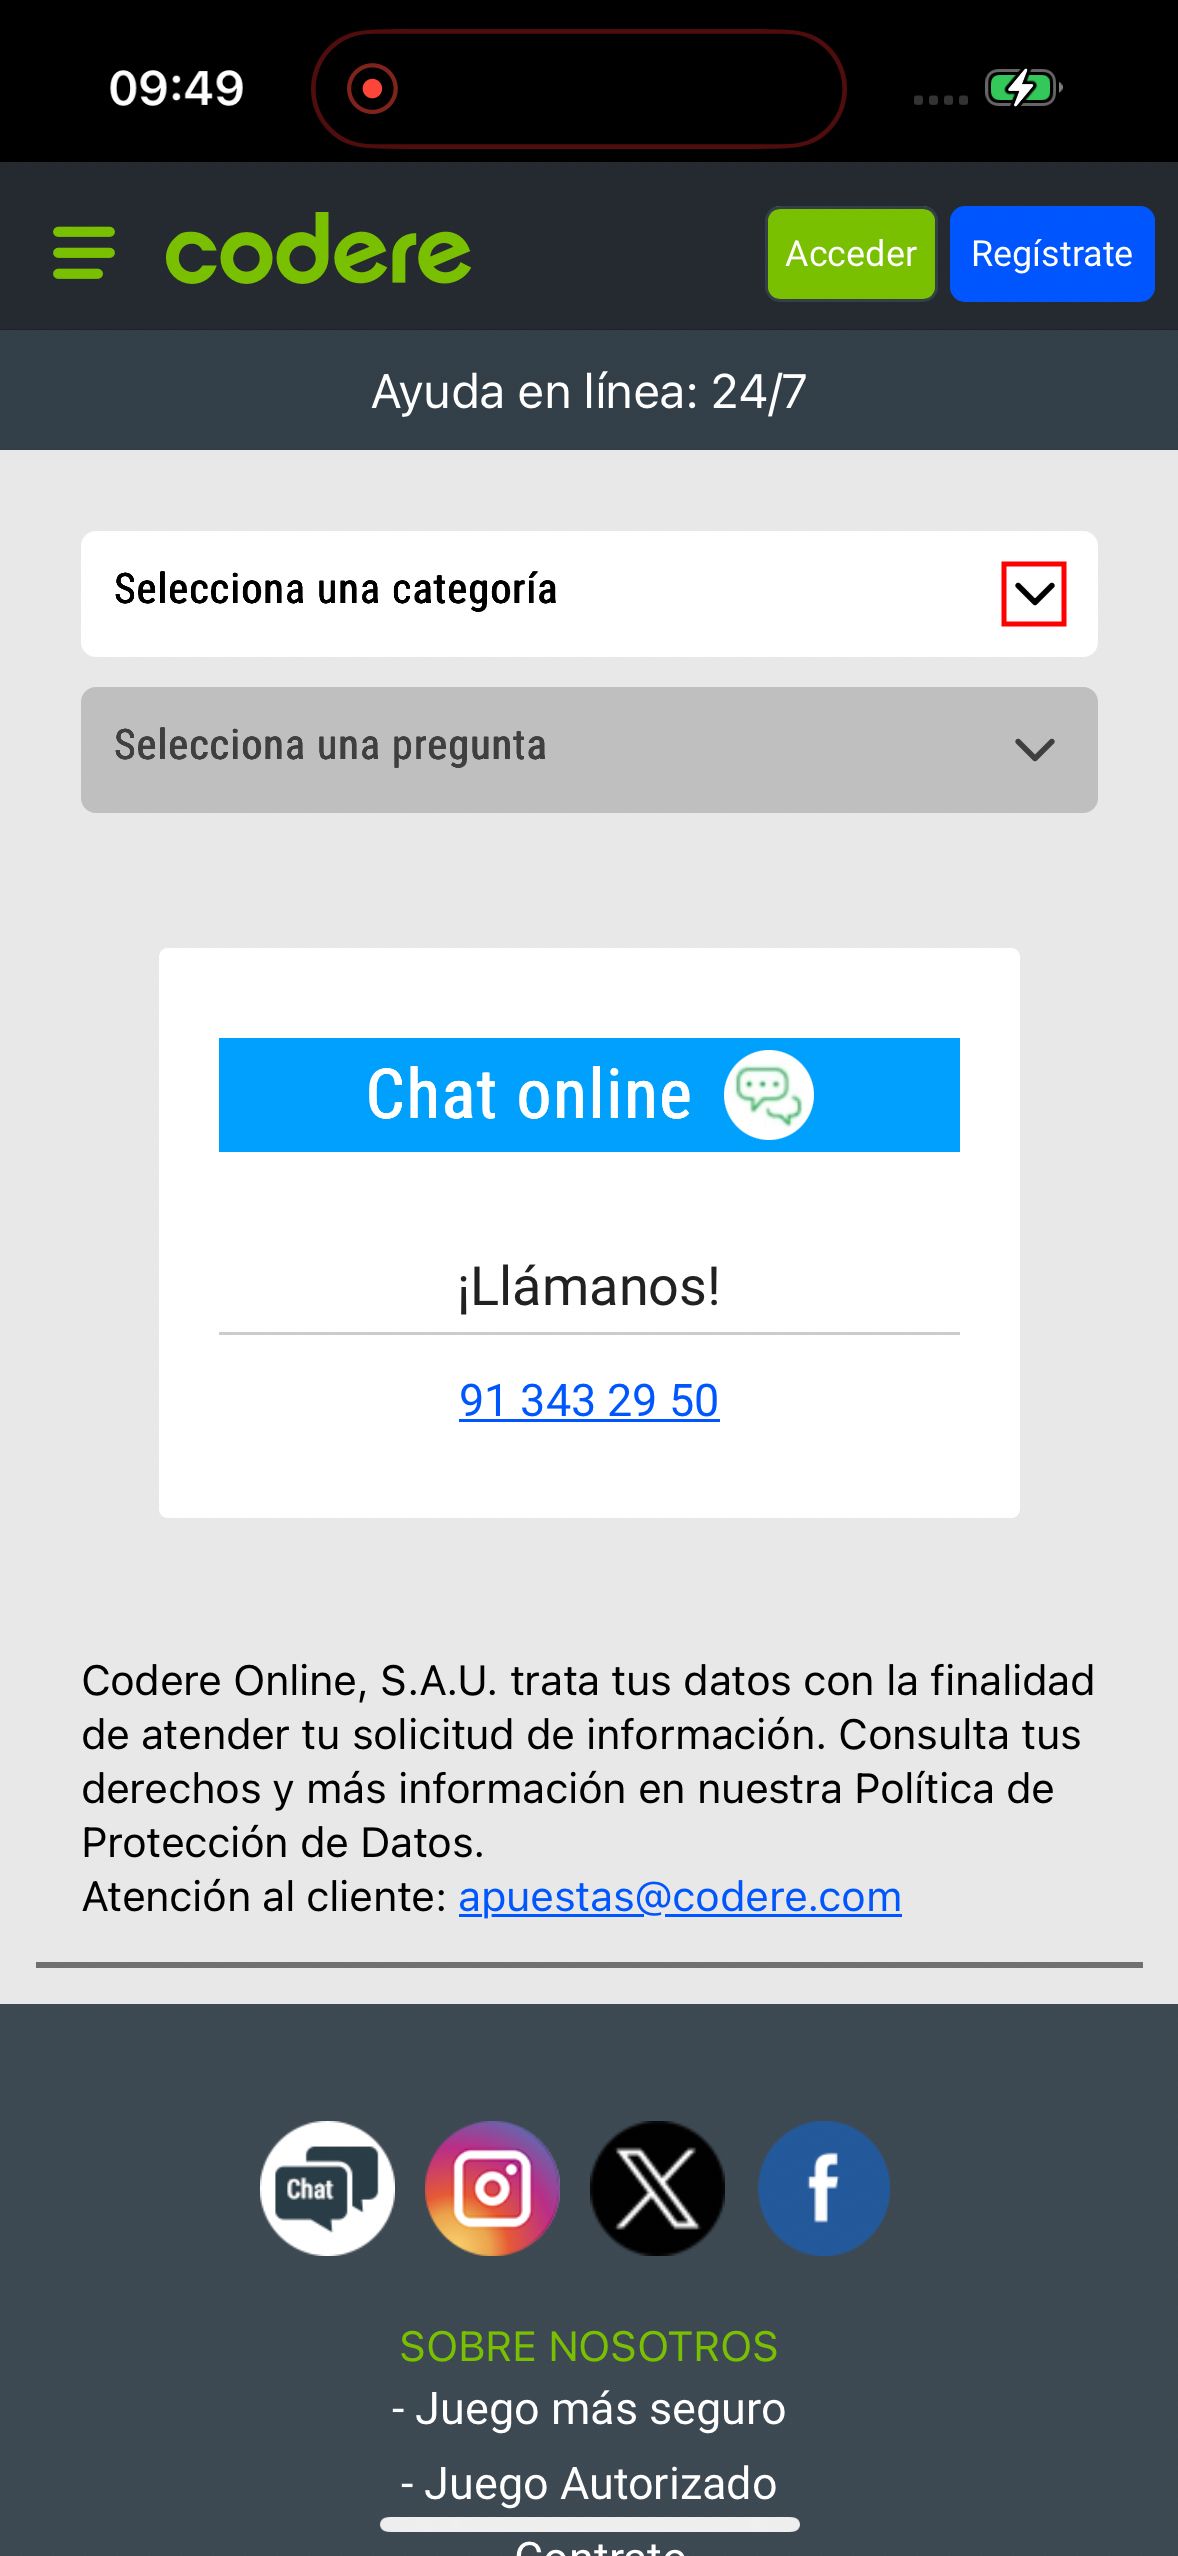 09:49
codere
Acceder
Regístrate
Ayuda en línea: 24/7
Selecciona una categoría
Selecciona una pregunta
Chat online
¡Llámanos!
91 343 29 50
Codere Online, S.A.U. trata tus datos con la finalidad
de atender tu solicitud de información. Consulta tus
derechos y más información en nuestra Política de
Protección de Datos.
Atención al cliente: apuestas@codere.com
Chat
SOBRE NOSOTROS
- Juego más seguro
- Juego Autorizado